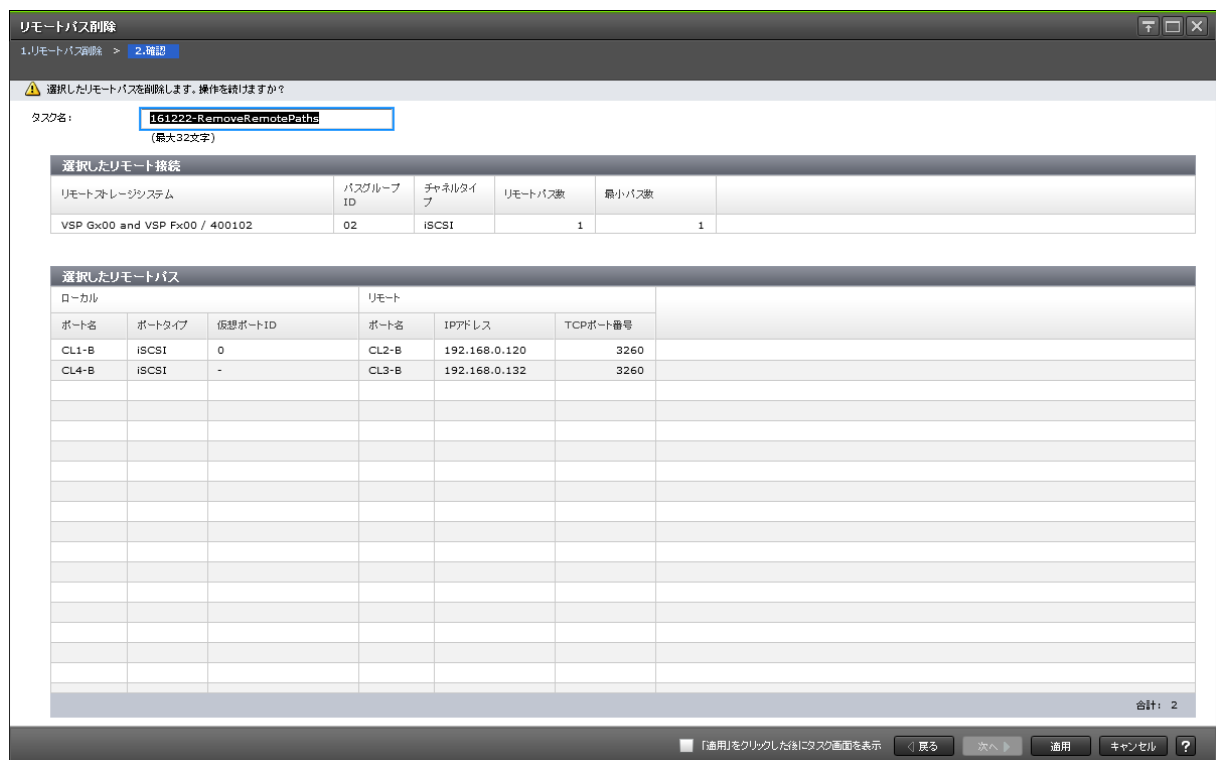 リモートパス削除
1.リモートパス削除 > 2.確認
選択したリモートパスを削除します。操作を続けますか?
タスク名: 161222-RemoveRemotePaths
(最大32文字)
選択したリモート接続
リモートストレージシステム パスグループID チャネルタイプ リモートパス数 最小パス数
VSP Gx00 and VSP Fx00 / 400102 02 iSCSI 1 1
選択したリモートパス
ローカル リモート
ポート名 ポートタイプ 仮想ポートID ポート名 IPアドレス TCPポート番号
CL1-B iSCSI 0 CL2-B 192.168.0.120 3260
CL4-B iSCSI - CL3-B 192.168.0.132 3260
合計: 2
「適用」をクリックした後にタスク画面を表示 戻る 次へ 適用 キャンセル ?